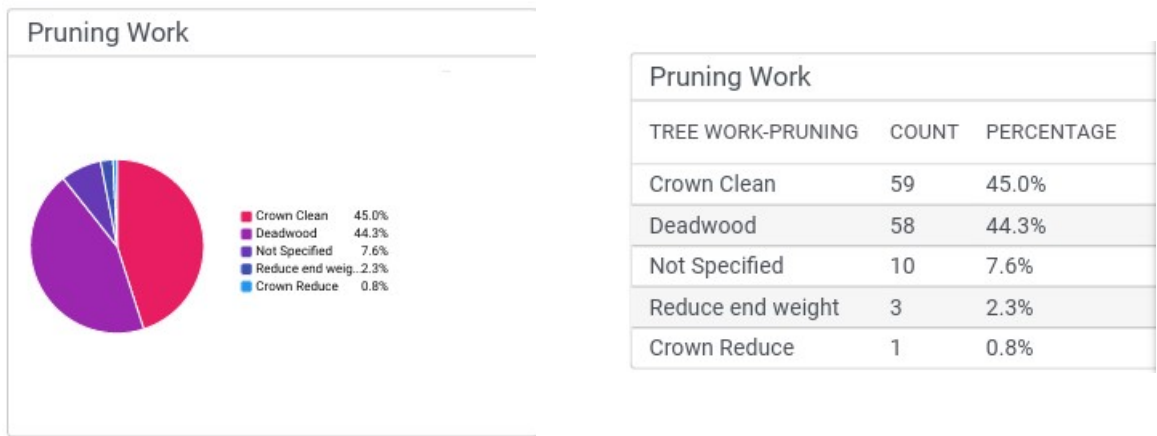 Pruning Work
Crown Clean 45.0%
Deadwood 44.3%
Not Specified 7.6%
Reduce end weig...2.3%
Crown Reduce 0.8%
Pruning Work
TREE WORK-PRUNING COUNT PERCENTAGE
Crown Clean 59 45.0%
Deadwood 58 44.3%
Not Specified 10 7.6%
Reduce end weight 3 2.3%
Crown Reduce 1 0.8%